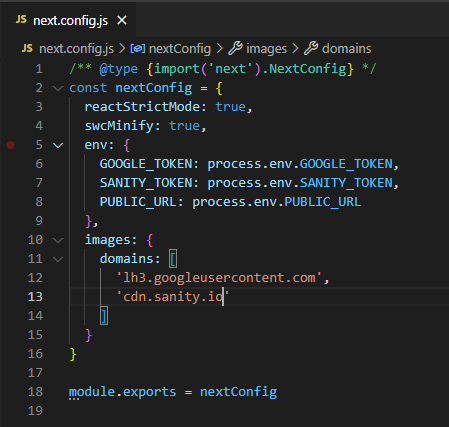 JS next.config.js ×
JS next.config.js > nextConfig > images > domains
1 /** @type {import('next').NextConfig} */
2 const nextConfig = {
3   reactStrictMode: true,
4   swcMinify: true,
5   env: {
6     GOOGLE_TOKEN: process.env.GOOGLE_TOKEN,
7     SANITY_TOKEN: process.env.SANITY_TOKEN,
8     PUBLIC_URL: process.env.PUBLIC_URL
9   },
10   images: {
11     domains: [
12       'lh3.googleusercontent.com',
13       'cdn.sanity.io'
14     ]
15   }
16 }
17
18 module.exports = nextConfig
19